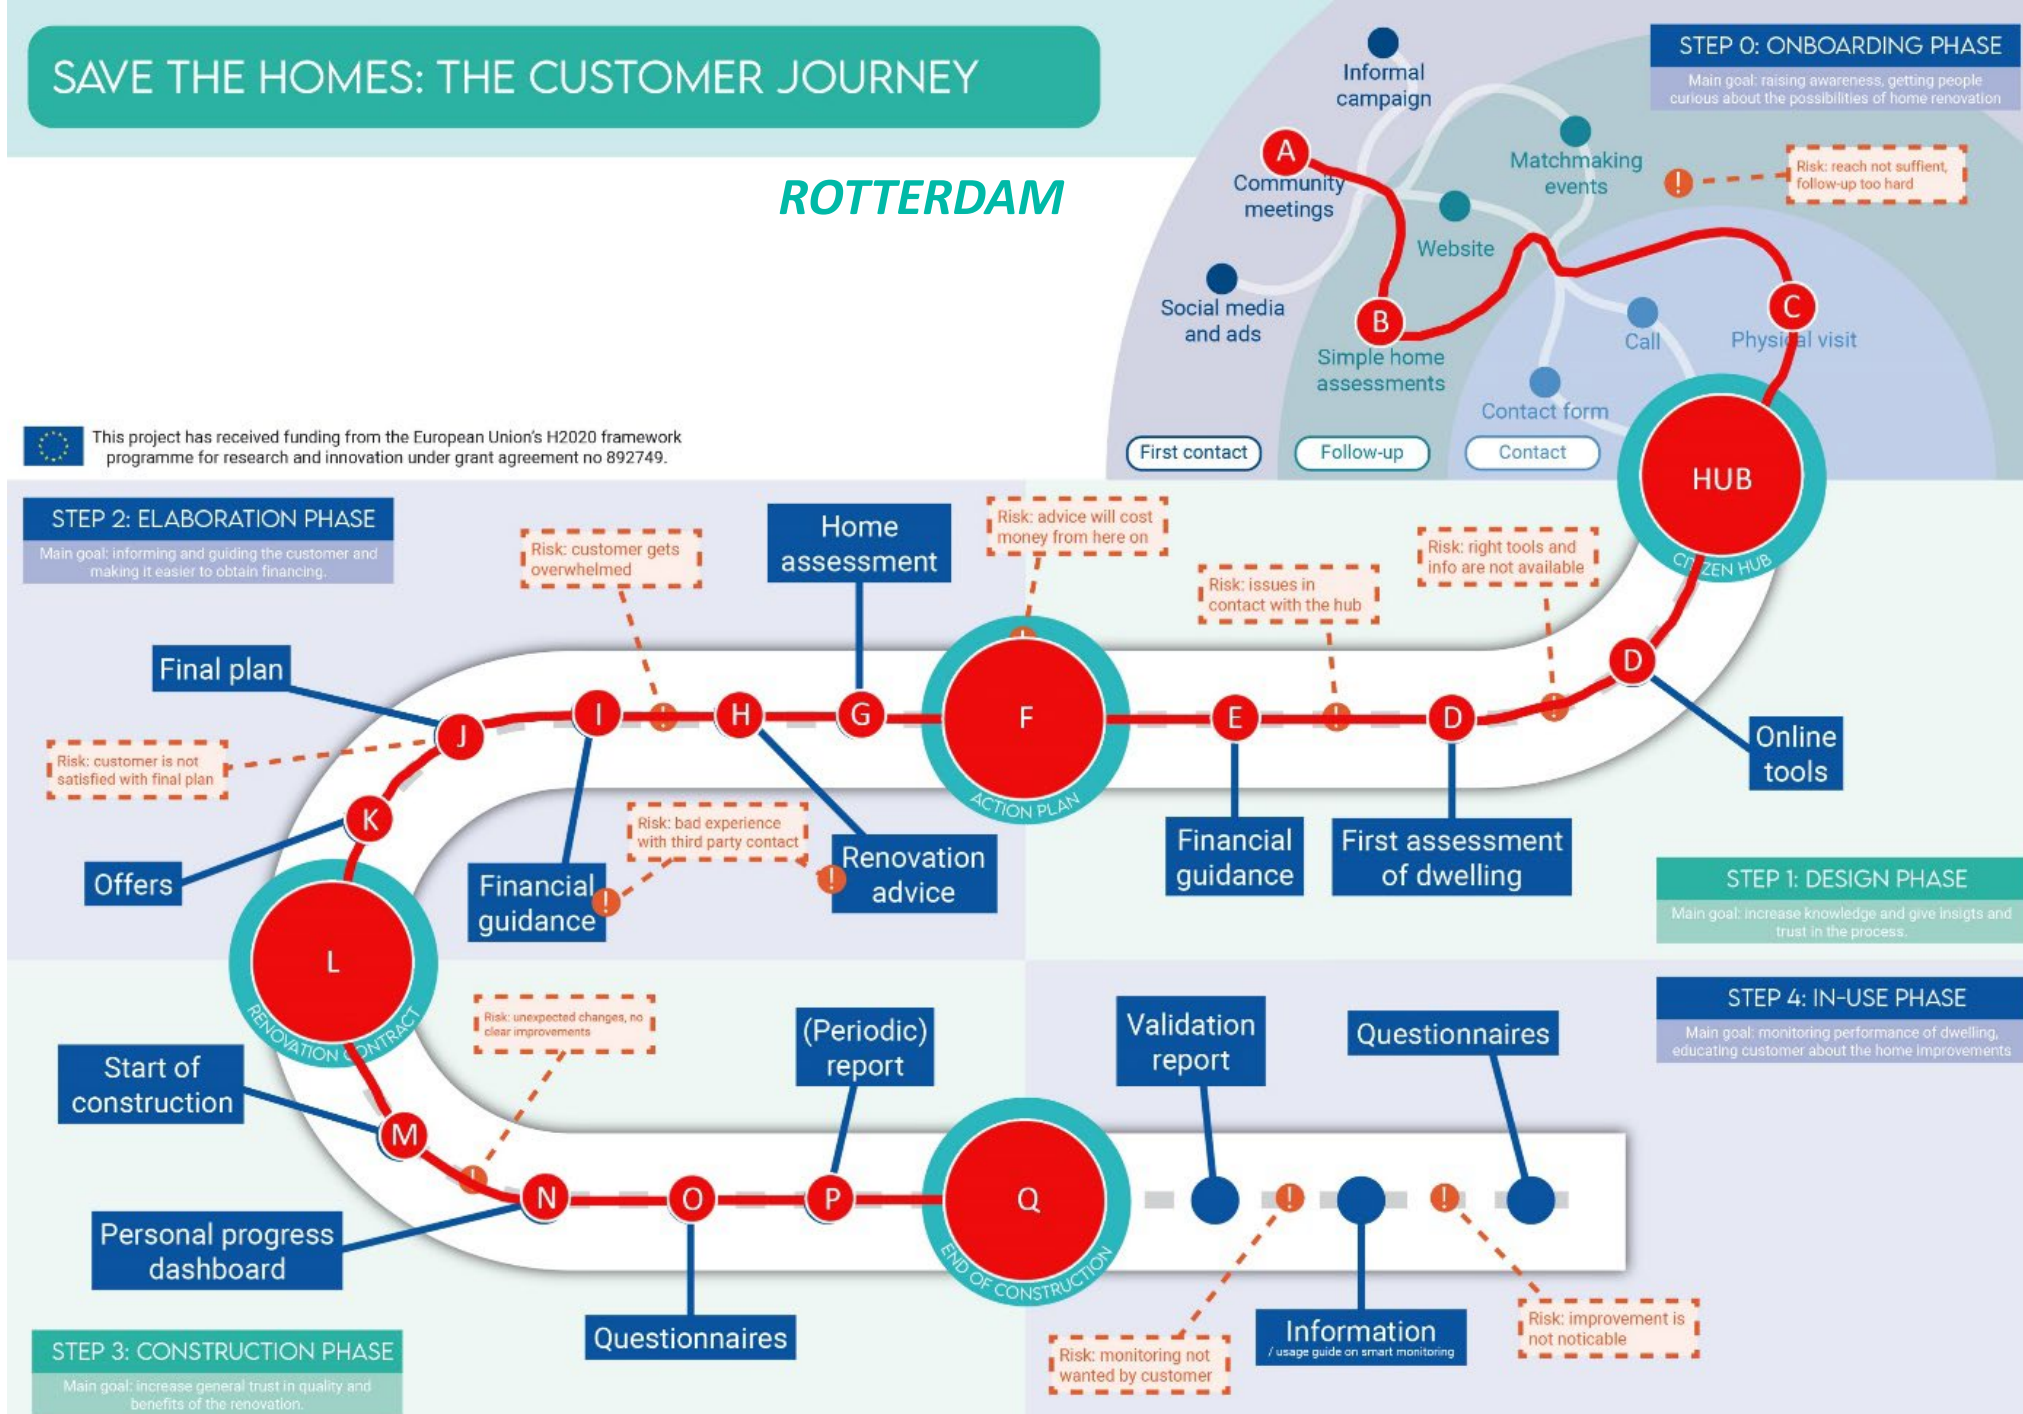 SAVE THE HOMES: THE CUSTOMER JOURNEY
ROTTERDAM
This project has received funding from the European Union's H2020 framework
programme for research and innovation under grant agreement no 892749.
STEP 0: ONBOARDING PHASE
Main goal: raising awareness, getting people
curious about the possibilities of home renovation
Informal
campaign
A
Community
meetings
Matchmaking
events
!
Risk: reach not suffient,
follow-up too hard
Website
Social media
and ads
B
Simple home
assessments
C
Call
Physical visit
Contact form
First contact
Follow-up
Contact
HUB
CITIZEN HUB
STEP 2: ELABORATION PHASE
Main goal: informing and guiding the customer and
making it easier to obtain financing.
Risk: customer gets
overwhelmed
Home
assessment
Risk: advice will cost
money from here on
Risk: issues in
contact with the hub
Risk: right tools and
info are not available
Final plan
J
I
!
H
G
F
ACTION PLAN
E
!
D
!
D
Online
tools
Risk: customer is not
satisfied with final plan
K
Offers
Financial
guidance
!
Risk: bad experience
with third party contact
!
Renovation
advice
Financial
guidance
First assessment
of dwelling
STEP 1: DESIGN PHASE
Main goal: increase knowledge and give insigts and
trust in the process.
L
RENOVATION CONTRACT
Risk: unexpected changes, no
clear improvements
(Periodic)
report
Validation
report
Questionnaires
STEP 4: IN-USE PHASE
Main goal: monitoring performance of dwelling,
educating customer about the home improvements
Start of
construction
M
!
N
O
P
Q
END OF CONSTRUCTION
!
!
Personal progress
dashboard
Questionnaires
Information
/ usage guide on smart monitoring
Risk: monitoring not
wanted by customer
Risk: improvement is
not noticable
STEP 3: CONSTRUCTION PHASE
Main goal: increase general trust in quality and
benefits of the renovation.